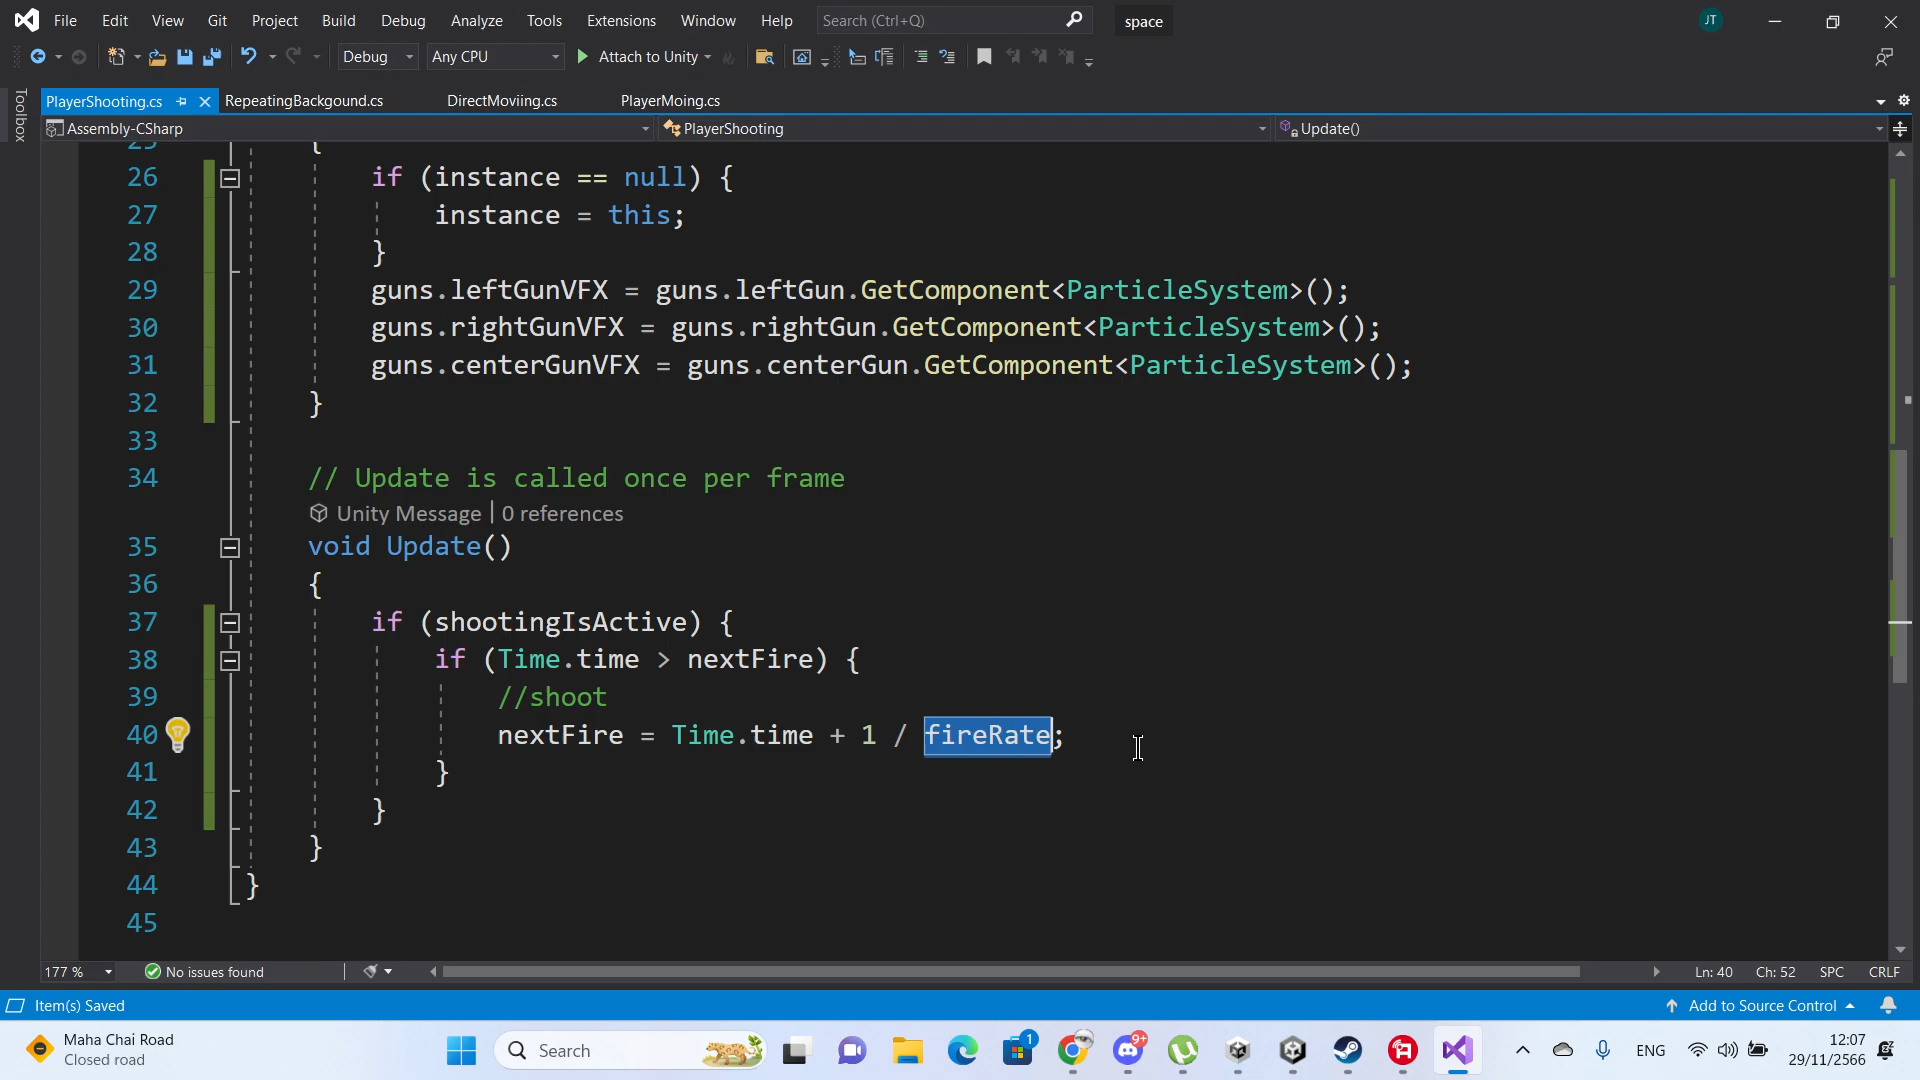 File Edit View Git Project Build Debug Analyze Tools Extensions Window Help Search (Ctrl+Q) space JT
Debug Any CPU Attach to Unity
Toolbox
PlayerShooting.cs RepeatingBackgound.cs DirectMoviing.cs PlayerMoing.cs
Assembly-CSharp PlayerShooting Update()
25 {
26 if (instance == null) {
27 instance = this;
28 }
29 guns.leftGunVFX = guns.leftGun.GetComponent<ParticleSystem>();
30 guns.rightGunVFX = guns.rightGun.GetComponent<ParticleSystem>();
31 guns.centerGunVFX = guns.centerGun.GetComponent<ParticleSystem>();
32 }
33
34 // Update is called once per frame
Unity Message | 0 references
35 void Update()
36 {
37 if (shootingIsActive) {
38 if (Time.time > nextFire) {
39 //shoot
40 nextFire = Time.time + 1 / fireRate;
41 }
42 }
43 }
44 }
45
177 % No issues found Ln: 40 Ch: 52 SPC CRLF
Item(s) Saved Add to Source Control
Maha Chai Road
Closed road
Search 1 9+ ENG
12:07
29/11/2566